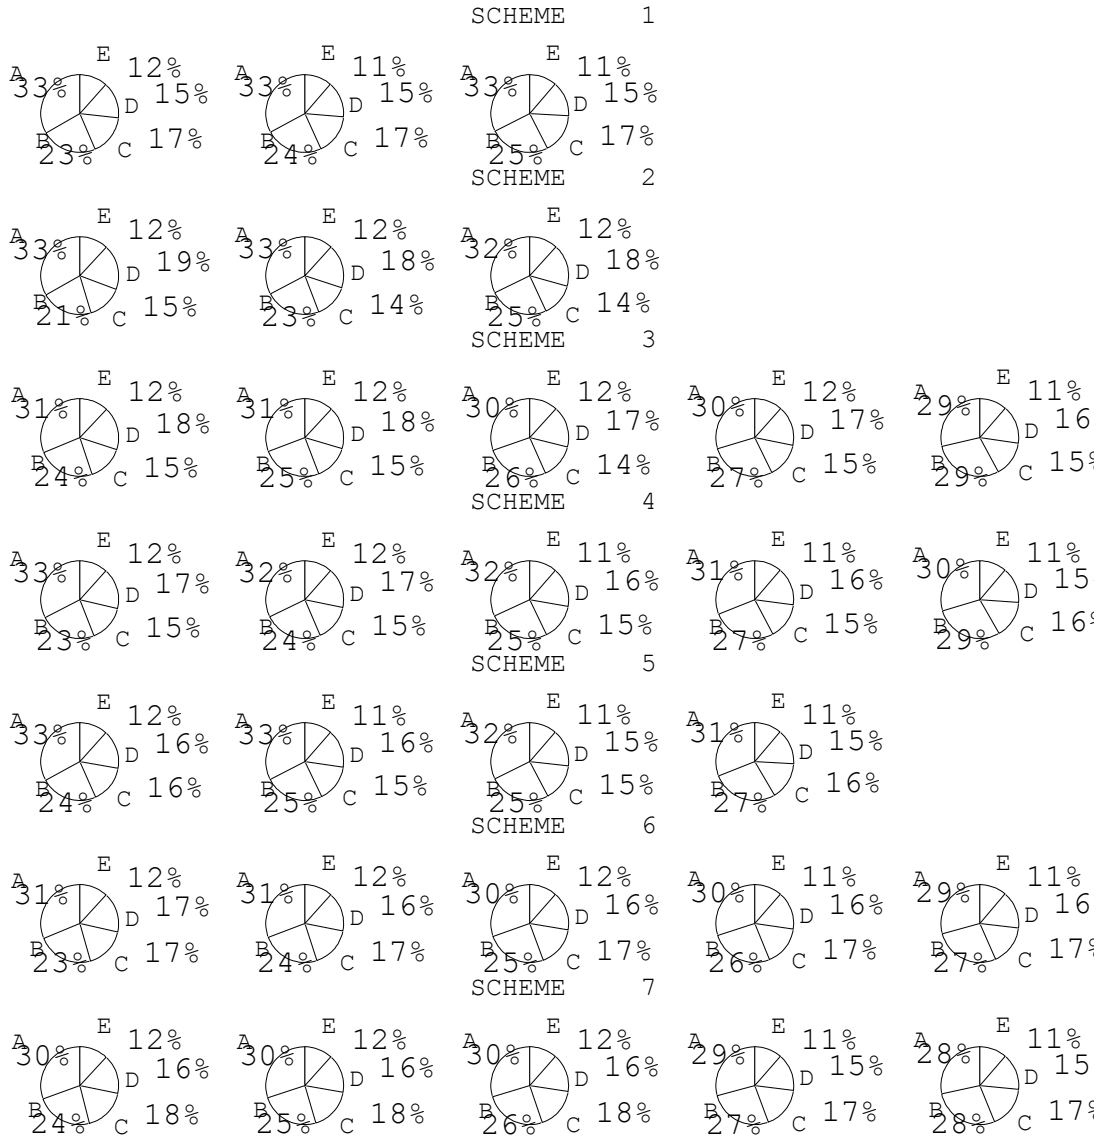 SCHEME 1
E E E
A 12% A 11% A 11%
33% 15% 33% 15% 33% 15%
D D D
B 17% B 17% B 17%
23% C 24% C 25% C
SCHEME 2
E E E
A 12% A 12% A 12%
33% 19% 33% 18% 32% 18%
D D D
B 15% B 14% B 14%
21% C 23% C 25% C
SCHEME 3
E E E E E
A 12% A 12% A 12% A 12% A 11%
31% 18% 31% 18% 30% 17% 30% 17% 29% 16
D D D D D
B 15% B 15% B 14% B 15% B 15%
24% C 25% C 26% C 27% C 29% C
SCHEME 4
E E E E E
A 12% A 12% A 11% A 11% A 11%
33% 17% 32% 17% 32% 16% 31% 16% 30% 15
D D D D D
B 15% B 15% B 15% B 15% B 16%
23% C 24% C 25% C 27% C 29% C
SCHEME 5
E E E E
A 12% A 11% A 11% A 11%
33% 16% 33% 16% 32% 15% 31% 15%
D D D D
B 16% B 15% B 15% B 16%
24% C 25% C 25% C 27% C
SCHEME 6
E E E E E
A 12% A 12% A 12% A 11% A 11%
31% 17% 31% 16% 30% 16% 30% 16% 29% 16
D D D D D
B 17% B 17% B 17% B 17% B 17%
23% C 24% C 25% C 26% C 27% C
SCHEME 7
E E E E E
A 12% A 12% A 12% A 11% A 11%
30% 16% 30% 16% 30% 16% 29% 15% 28% 15
D D D D D
B 18% B 18% B 18% B 17% B 17%
24% C 25% C 26% C 27% C 28% C